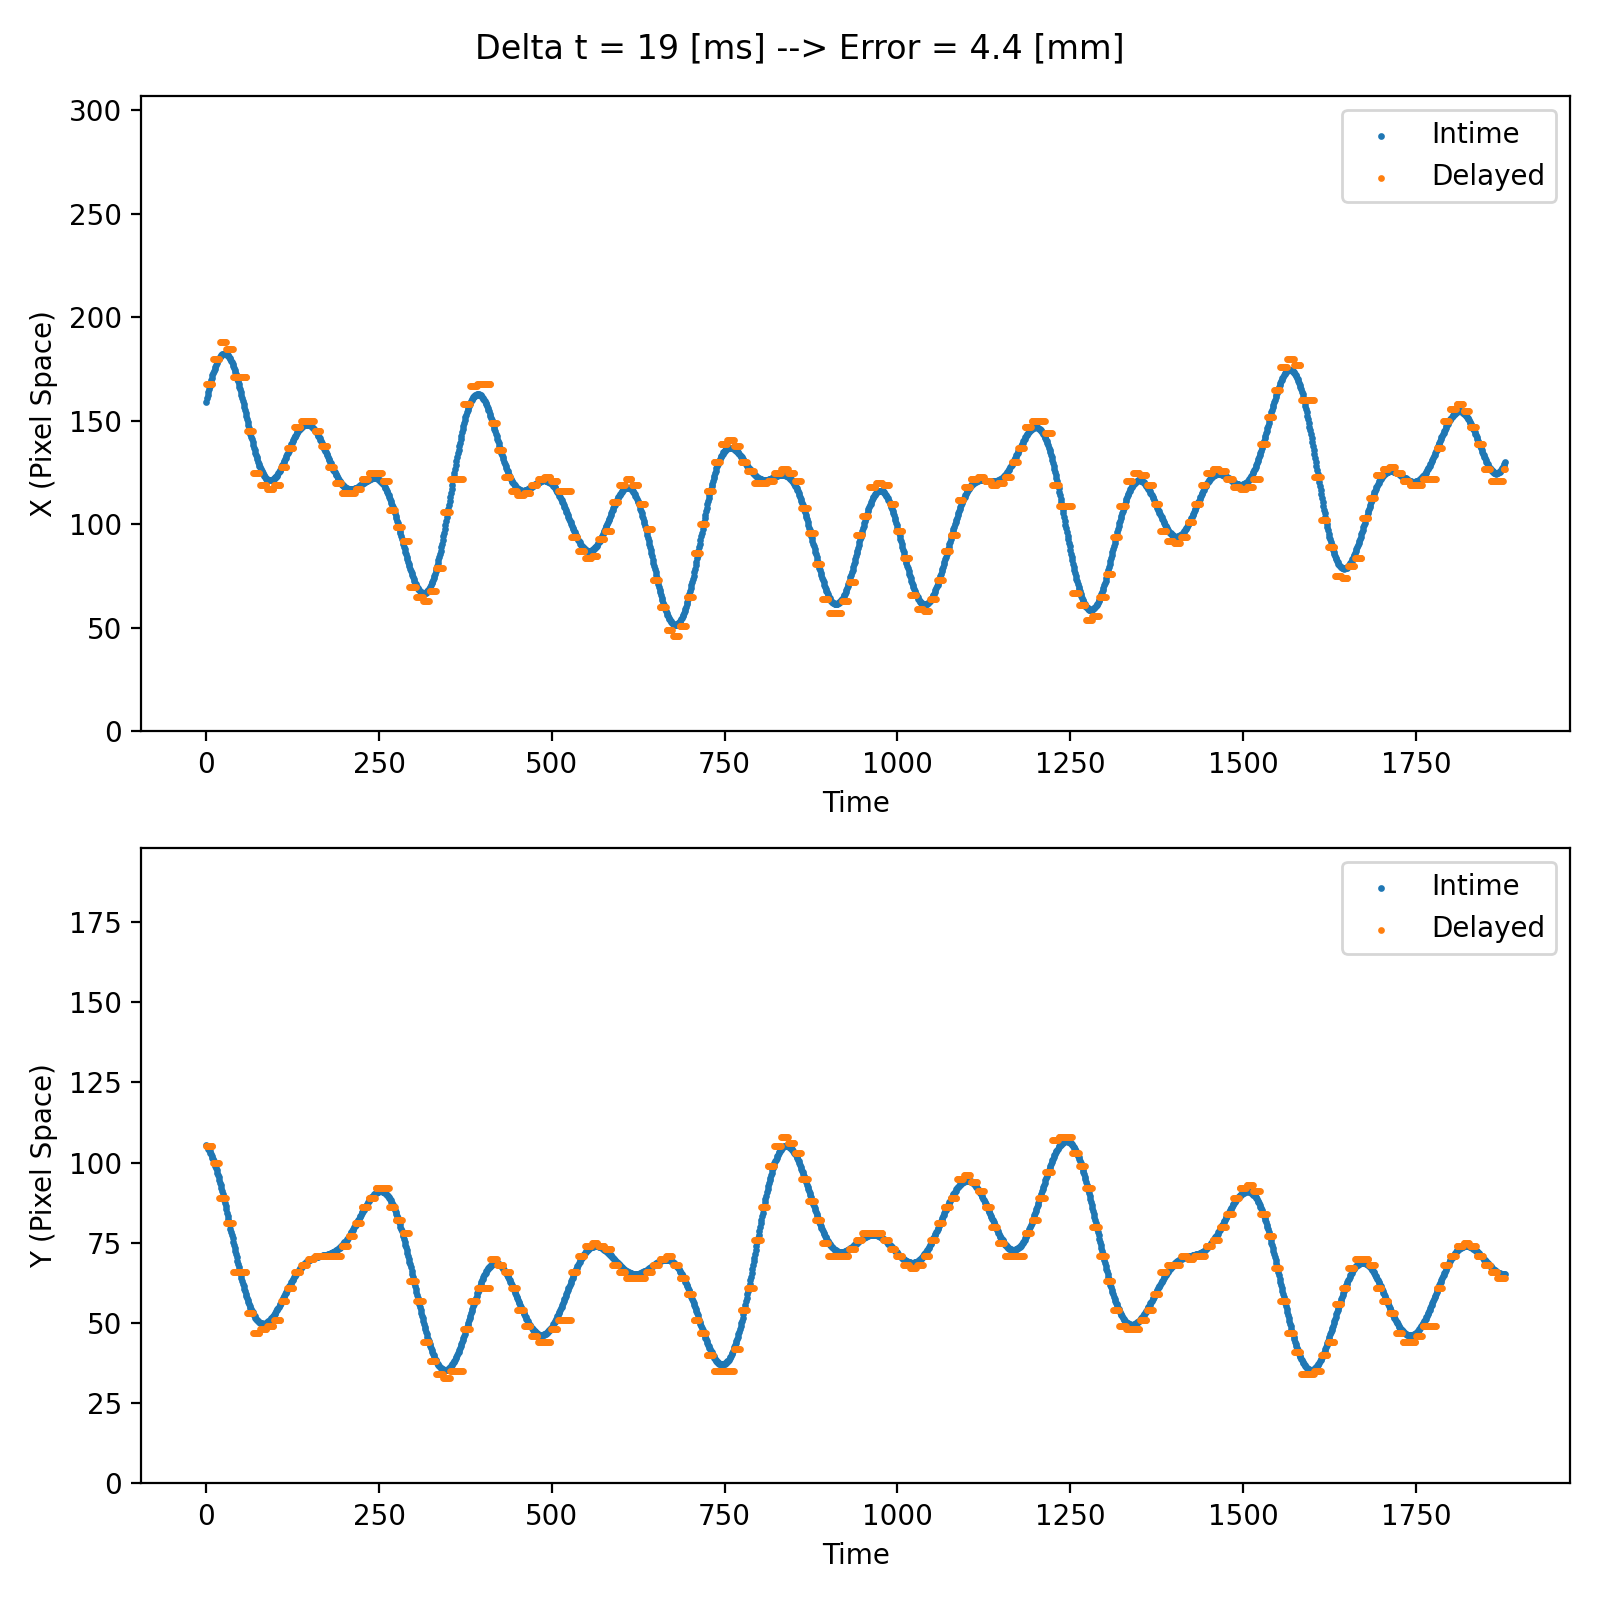 Delta t = 19 [ms] --> Error = 4.4 [mm]
300
250
200
150
100
50
0
X (Pixel Space)
Intime
Delayed
0 250 500 750 1000 1250 1500 1750
Time
175
150
125
100
75
50
25
0
Y (Pixel Space)
Intime
Delayed
0 250 500 750 1000 1250 1500 1750
Time